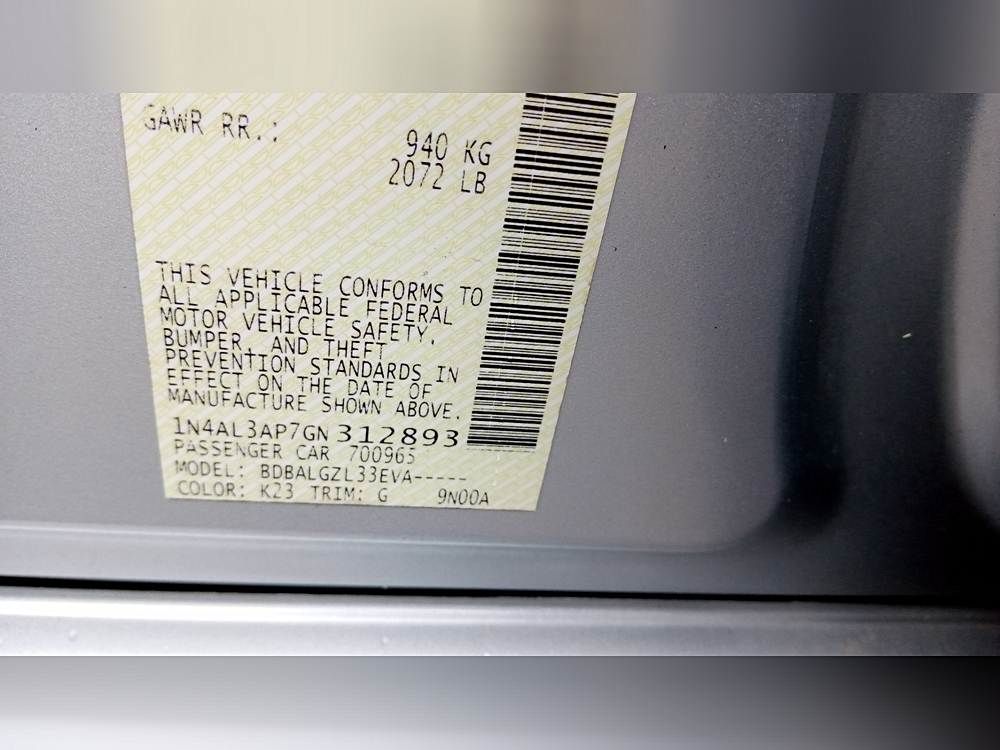 GAWR RR.:
940 KG
2072 LB
THIS VEHICLE CONFORMS TO
ALL APPLICABLE FEDERAL
MOTOR VEHICLE SAFETY,
BUMPER, AND THEFT
PREVENTION STANDARDS IN
EFFECT ON THE DATE OF
MANUFACTURE SHOWN ABOVE.
1N4AL3AP7GN312893
PASSENGER CAR 700965
MODEL: BDBALGZL33EVA-----
COLOR: K23 TRIM: G 9N00A